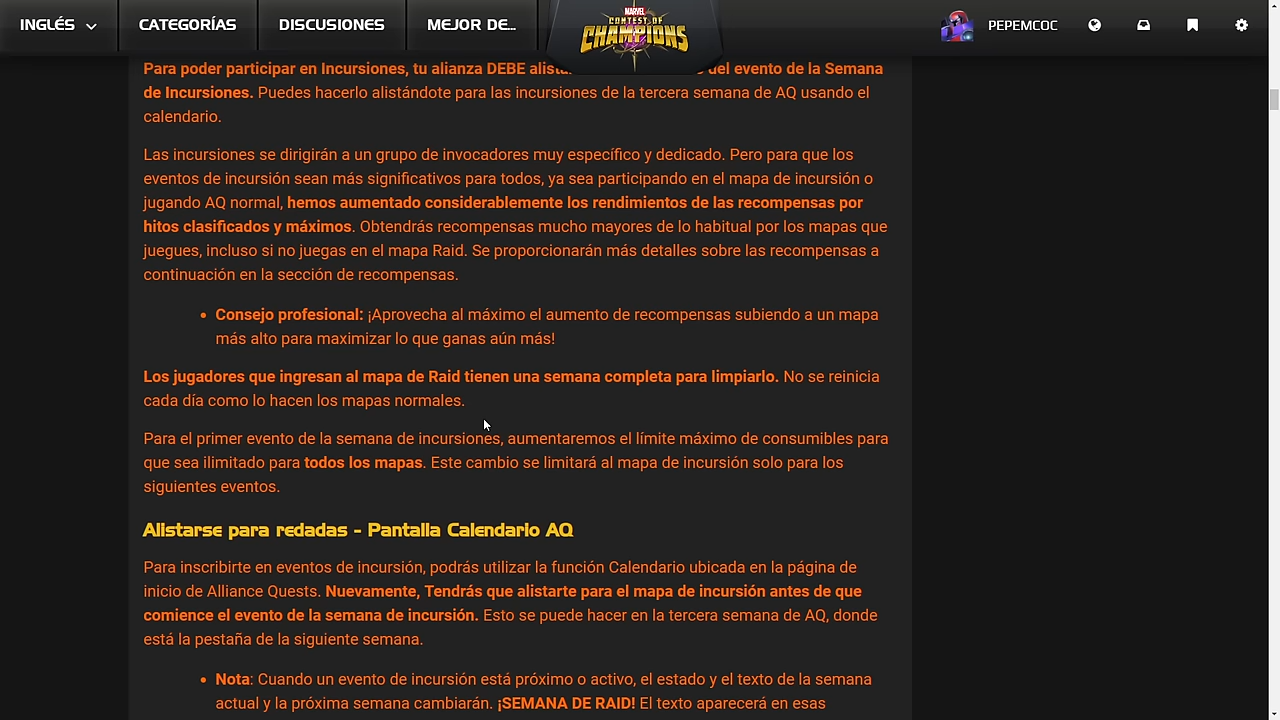 INGLÉS
CATEGORÍAS
DISCUSIONES
MEJOR DE...
MARVEL
CONTEST OF
CHAMPIONS
PEPEMCOC
Para poder participar en Incursiones, tu alianza DEBE del evento de la Semana
de Incursiones. Puedes hacerlo alistándote para las incursiones de la tercera semana de AQ usando el
calendario.
Las incursiones se dirigirán a un grupo de invocadores muy específico y dedicado. Pero para que los
eventos de incursión sean más significativos para todos, ya sea participando en el mapa de incursión o
jugando AQ normal, hemos aumentado considerablemente los rendimientos de las recompensas por
hitos clasificados y máximos. Obtendrás recompensas mucho mayores de lo habitual por los mapas que
juegues, incluso si no juegas en el mapa Raid. Se proporcionarán más detalles sobre las recompensas a
continuación en la sección de recompensas.
• Consejo profesional: ¡Aprovecha al máximo el aumento de recompensas subiendo a un mapa
más alto para maximizar lo que ganas aún más!
Los jugadores que ingresan al mapa de Raid tienen una semana completa para limpiarlo. No se reinicia
cada día como lo hacen los mapas normales.
Para el primer evento de la semana de incursiones, aumentaremos el límite máximo de consumibles para
que sea ilimitado para todos los mapas. Este cambio se limitará al mapa de incursión solo para los
siguientes eventos.
Alistarse para redadas - Pantalla Calendario AQ
Para inscribirte en eventos de incursión, podrás utilizar la función Calendario ubicada en la página de
inicio de Alliance Quests. Nuevamente, Tendrás que alistarte para el mapa de incursión antes de que
comience el evento de la semana de incursión. Esto se puede hacer en la tercera semana de AQ, donde
está la pestaña de la siguiente semana.
• Nota: Cuando un evento de incursión está próximo o activo, el estado y el texto de la semana
actual y la próxima semana cambiarán. ¡SEMANA DE RAID! El texto aparecerá en esas